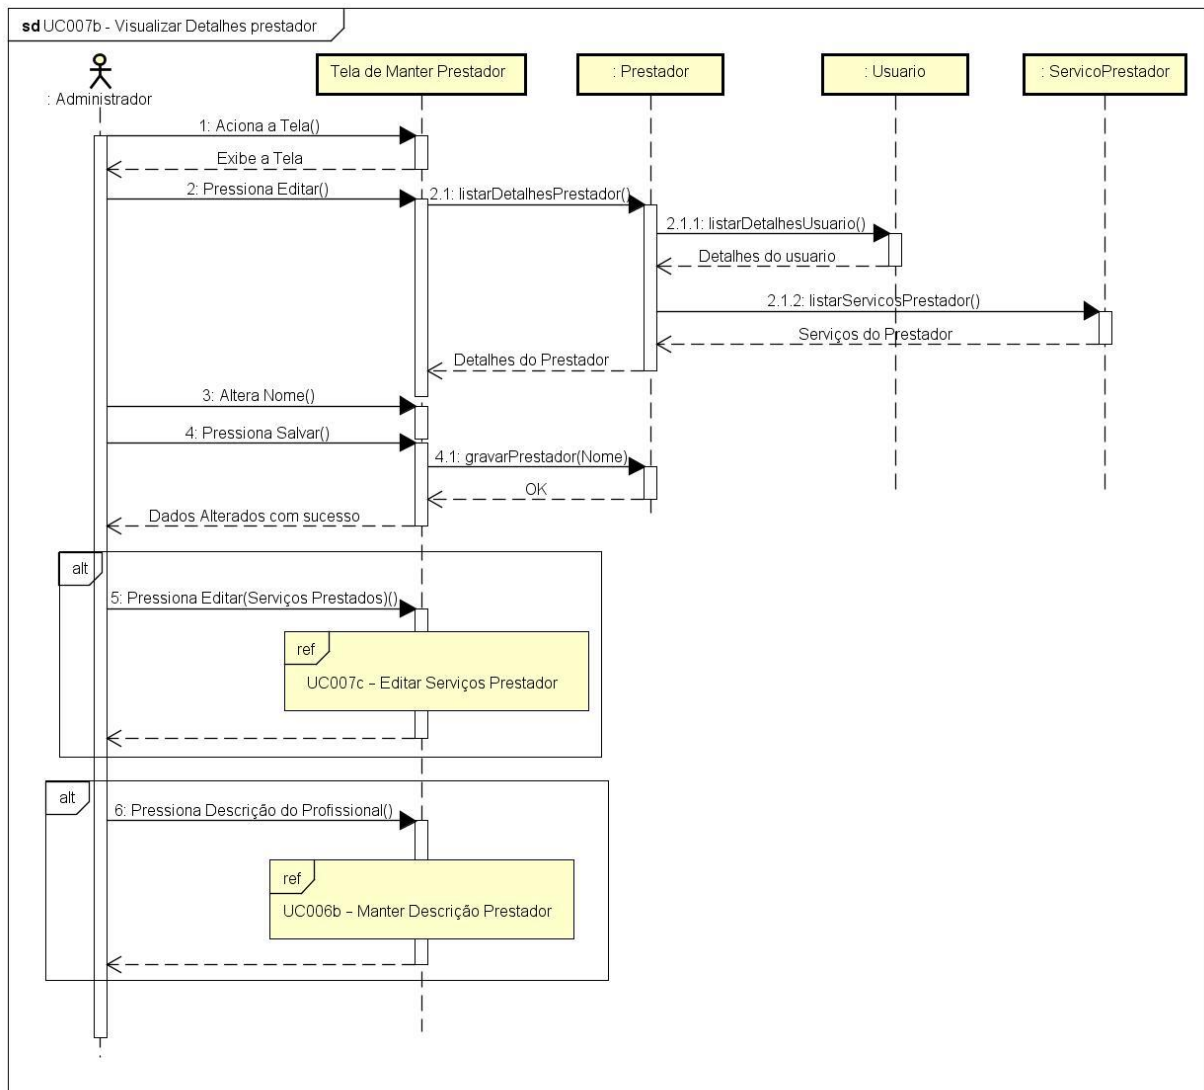 sd UC007b - Visualizar Detalhes prestador
: Administrador
Tela de Manter Prestador
: Prestador
: Usuario
: ServicoPrestador
1: Aciona a Tela()
Exibe a Tela
2: Pressiona Editar()
2.1: listarDetalhesPrestador()
2.1.1: listarDetalhesUsuario()
Detalhes do usuario
2.1.2: listarServicosPrestador()
Serviços do Prestador
Detalhes do Prestador
3: Altera Nome()
4: Pressiona Salvar()
4.1: gravarPrestador(Nome)
OK
Dados Alterados com sucesso
alt
5: Pressiona Editar(Serviços Prestados)()
ref
UC007c – Editar Serviços Prestador
alt
6: Pressiona Descrição do Profissional()
ref
UC006b – Manter Descrição Prestador